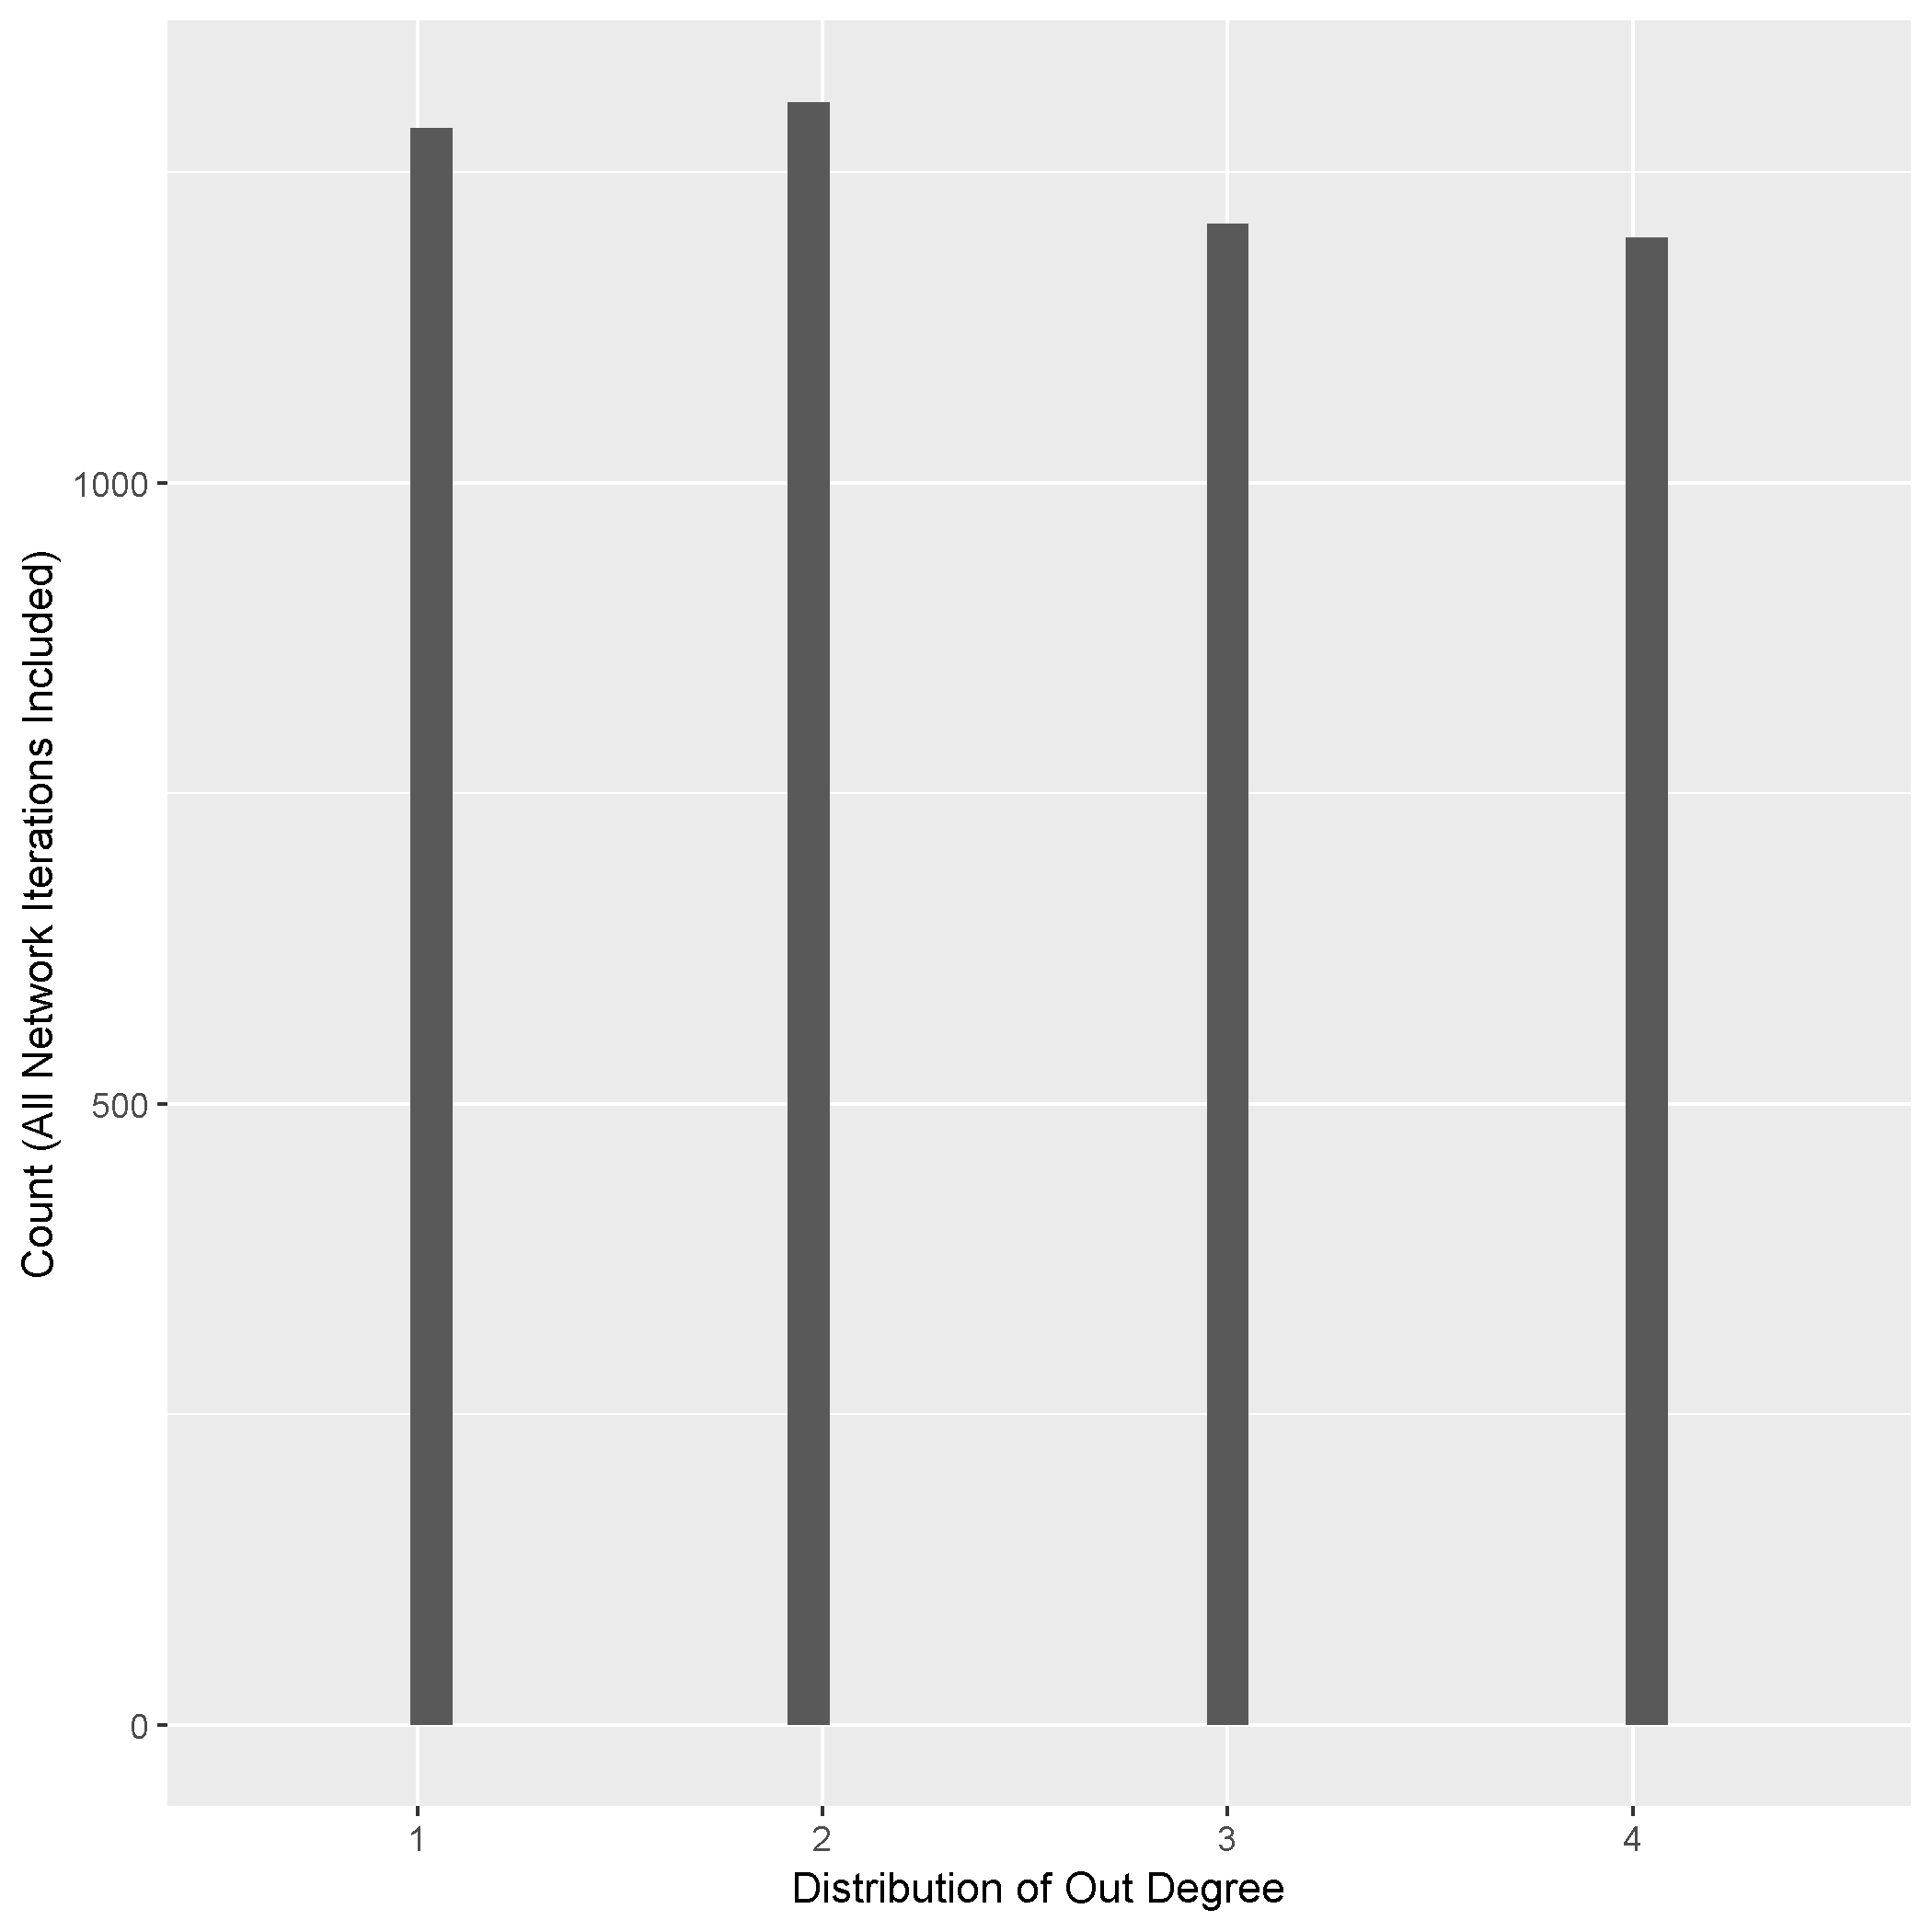 Count (All Network Iterations Included)
1000
500
0
1 2 3 4
Distribution of Out Degree